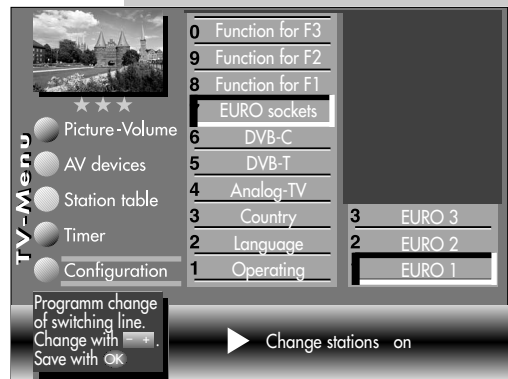 TV-Menu
Picture-Volume
AV devices
Station table
Timer
Configuration
0 Function for F3
9 Function for F2
8 Function for F1
EURO sockets
6 DVB-C
5 DVB-T
4 Analog-TV
3 Country
2 Language
1 Operating
3 EURO 3
2 EURO 2
EURO 1
Programm change
of switching line.
Change with - + .
Save with OK
Change stations on